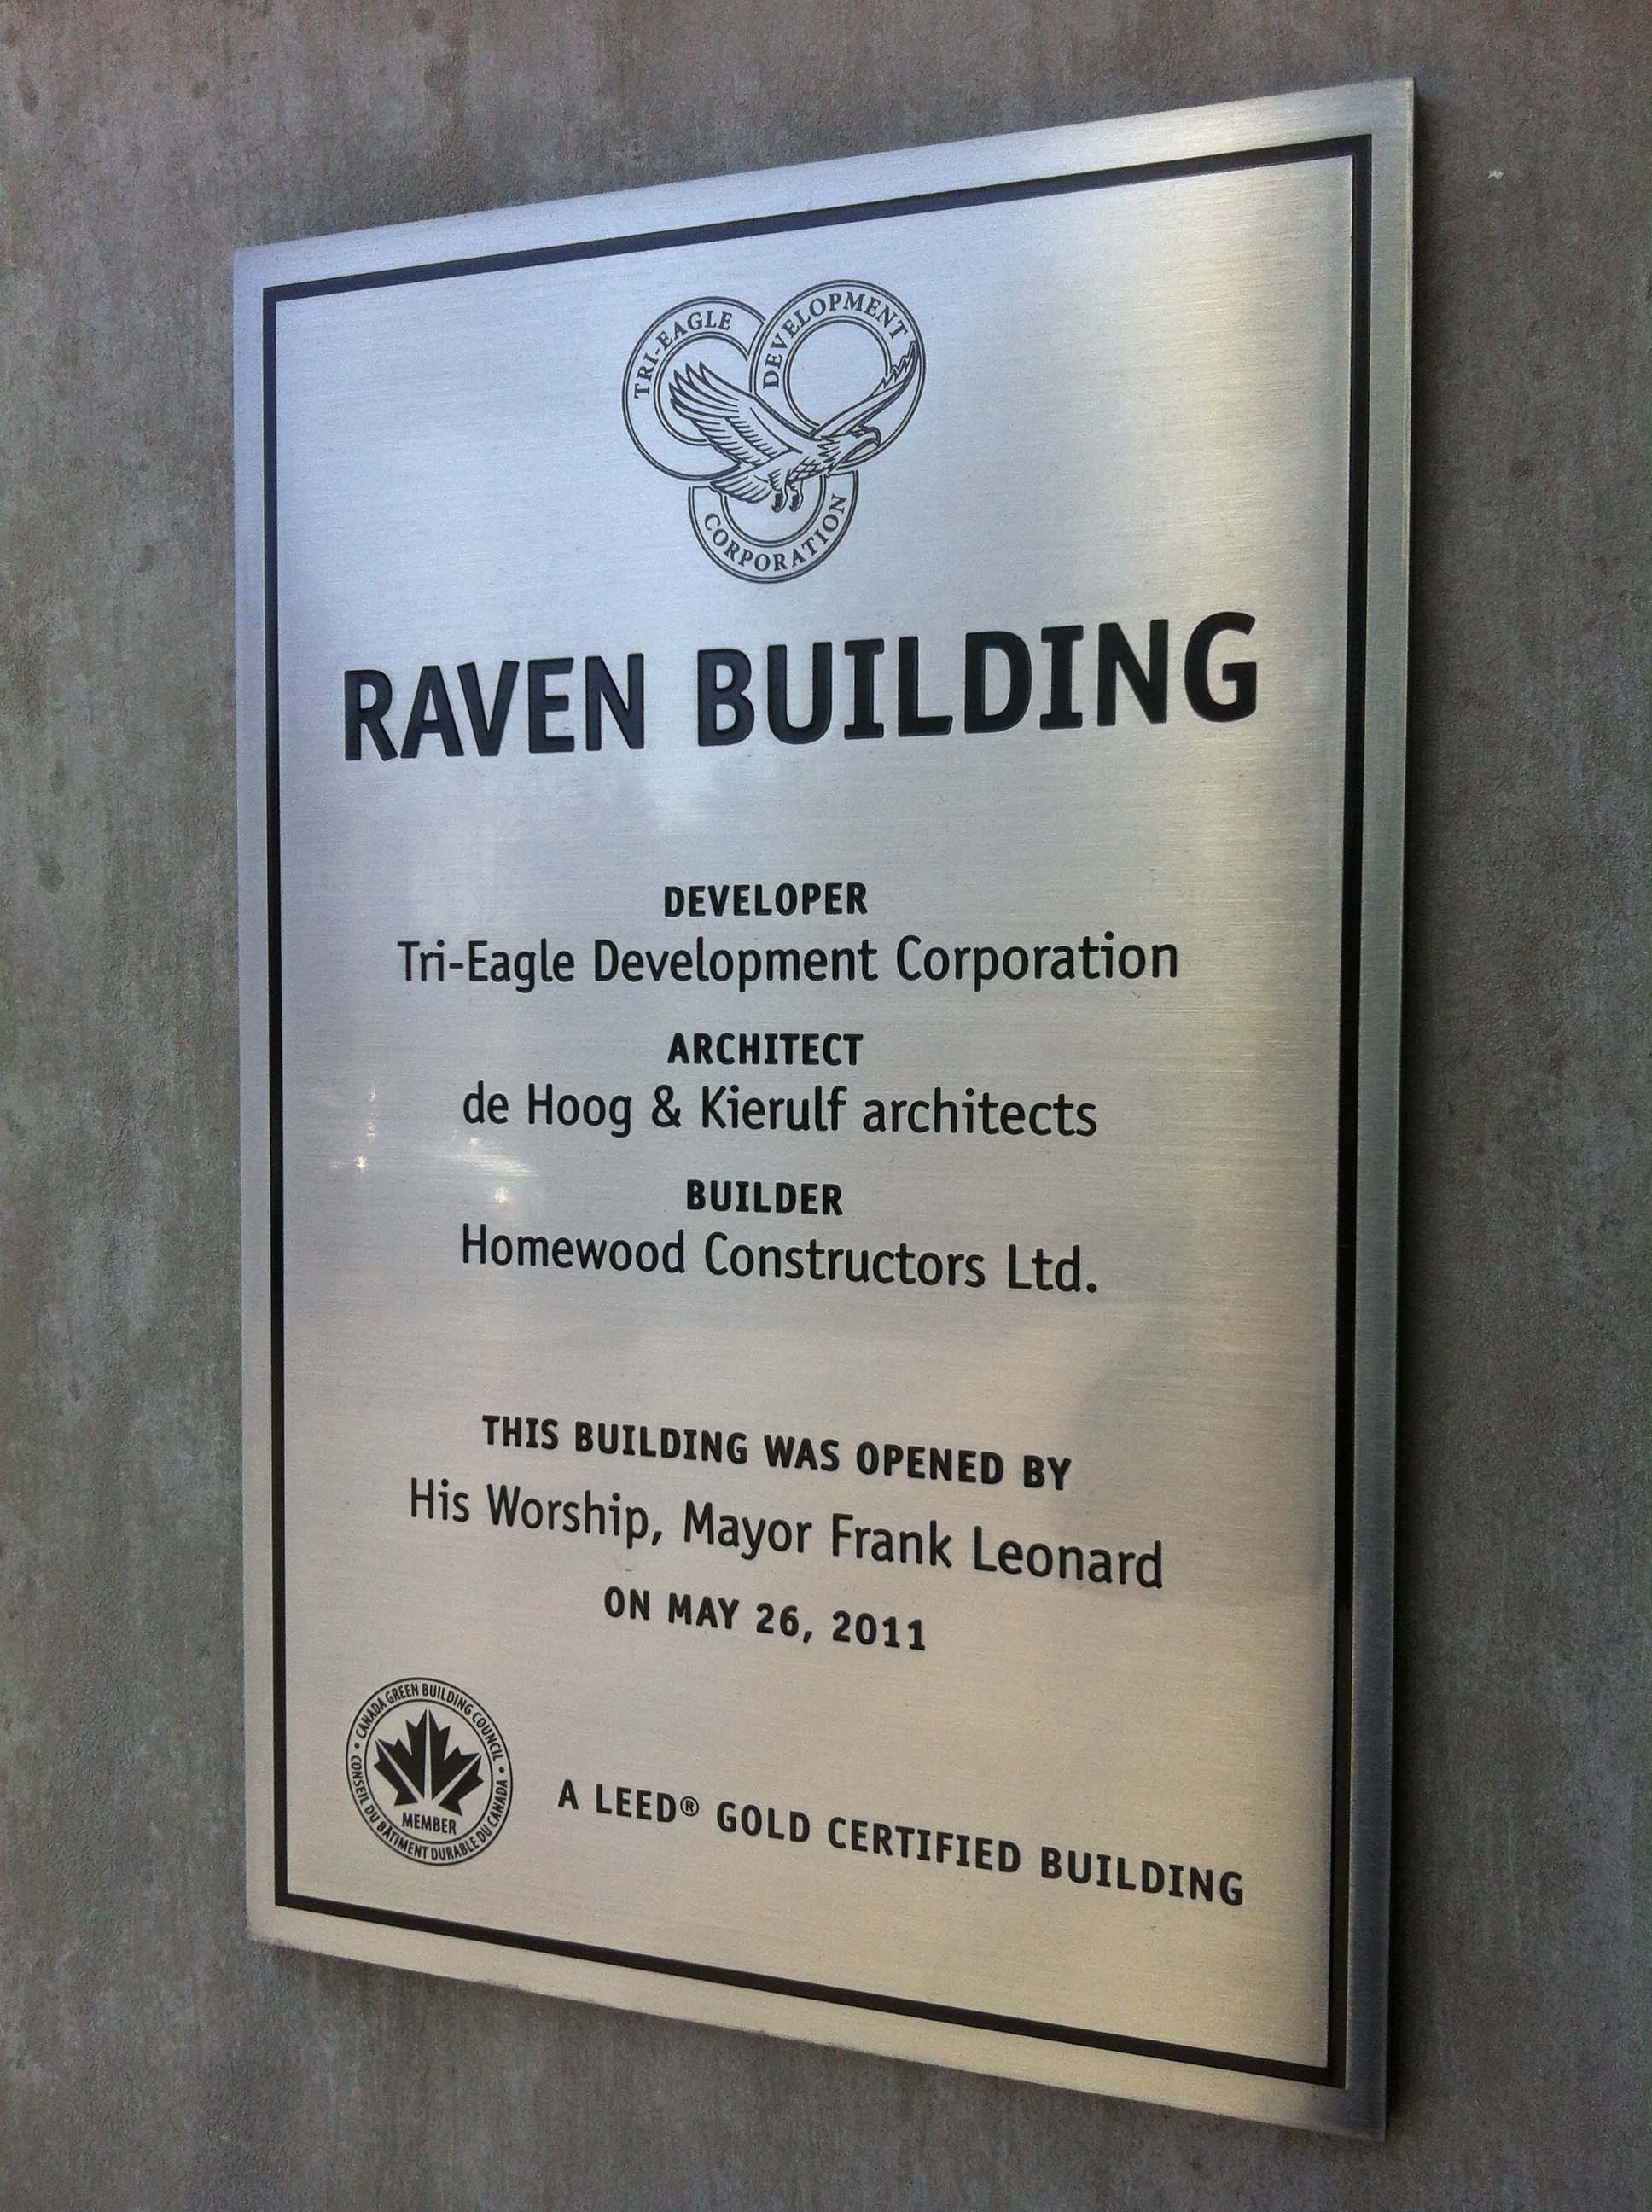 TRI-EAGLE
DEVELOPMENT
CORPORATION
RAVEN BUILDING
DEVELOPER
Tri-Eagle Development Corporation
ARCHITECT
de Hoog & Kierulf architects
BUILDER
Homewood Constructors Ltd.
THIS BUILDING WAS OPENED BY
His Worship, Mayor Frank Leonard
ON MAY 26, 2011
• CANADA GREEN BUILDING COUNCIL •
CONSEIL DU BÂTIMENT DURABLE DU CANADA
MEMBER
A LEED® GOLD CERTIFIED BUILDING